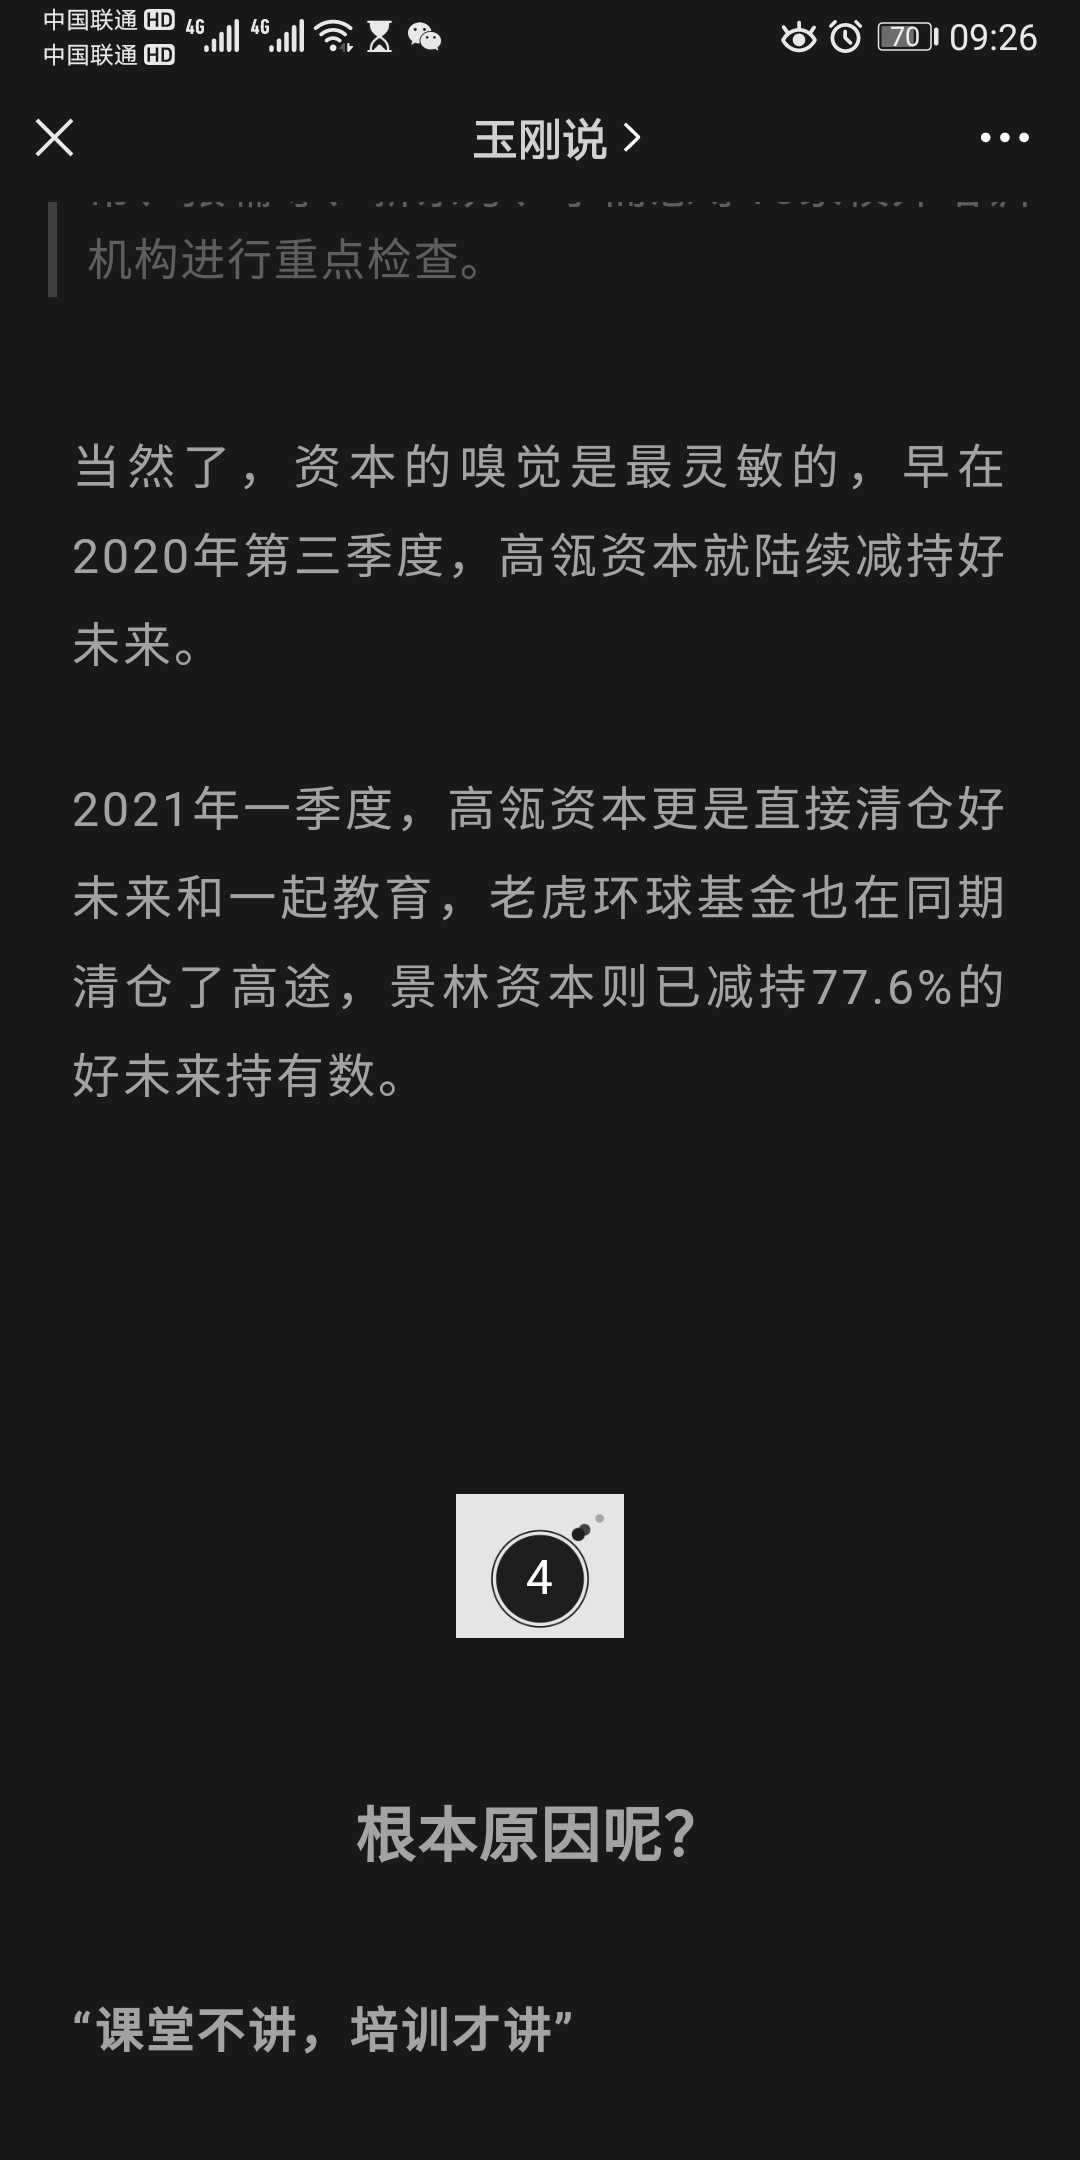 中国联通 HD 4G 4G 70 09:26
中国联通 HD
玉刚说
机构进行重点检查。
当然了，资本的嗅觉是最灵敏的，早在
2020年第三季度，高瓴资本就陆续减持好
未来。
2021年一季度，高瓴资本更是直接清仓好
未来和一起教育，老虎环球基金也在同期
清仓了高途，景林资本则已减持77.6%的
好未来持有数。
4
根本原因呢？
“课堂不讲，培训才讲”